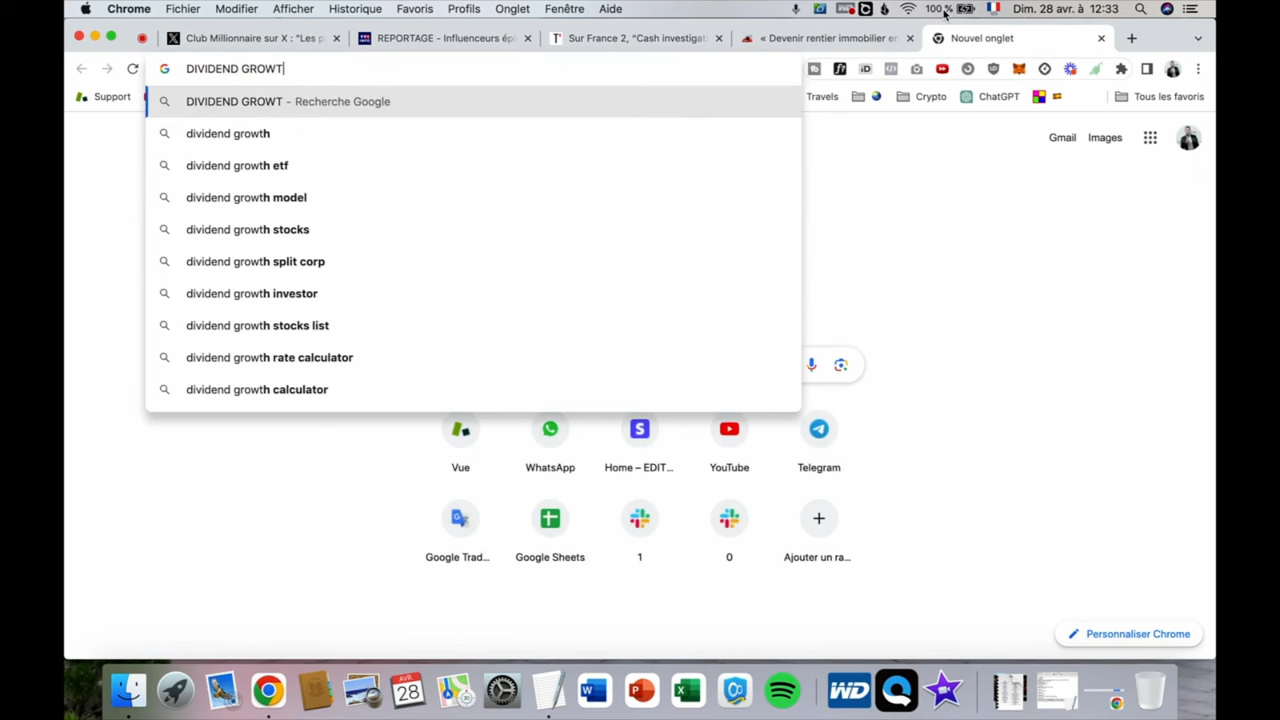 Chrome Fichier Modifier Afficher Historique Favoris Profils Onglet Fenêtre Aide 100 % Dim. 28 avr. à 12:33
Club Millionnaire sur X : "Les p
REPORTAGE - Influenceurs épi
Sur France 2, "Cash investigati
« Devenir rentier immobilier en
Nouvel onglet
DIVIDEND GROWT
Support
Travels
Crypto
ChatGPT
Tous les favoris
DIVIDEND GROWT - Recherche Google
dividend growth
dividend growth etf
dividend growth model
dividend growth stocks
dividend growth split corp
dividend growth investor
dividend growth stocks list
dividend growth rate calculator
dividend growth calculator
Gmail Images
Vue WhatsApp Home – EDIT... YouTube Telegram
Google Trad... Google Sheets 1 0 Ajouter un ra...
Personnaliser Chrome
AVR.
28
WD